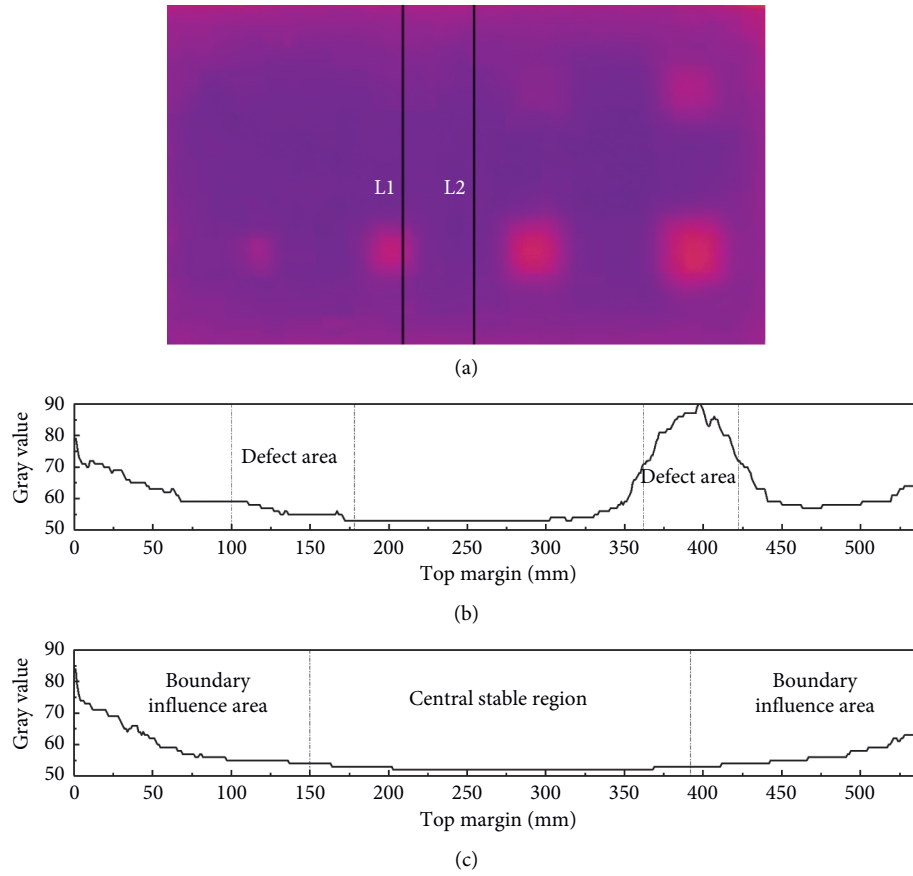 L1
L2
(a)
90
80
70
60
50
Gray value
Defect area
Defect area
0 50 100 150 200 250 300 350 400 450 500
Top margin (mm)
(b)
90
80
70
60
50
Gray value
Boundary
influence area
Central stable region
Boundary
influence area
0 50 100 150 200 250 300 350 400 450 500
Top margin (mm)
(c)